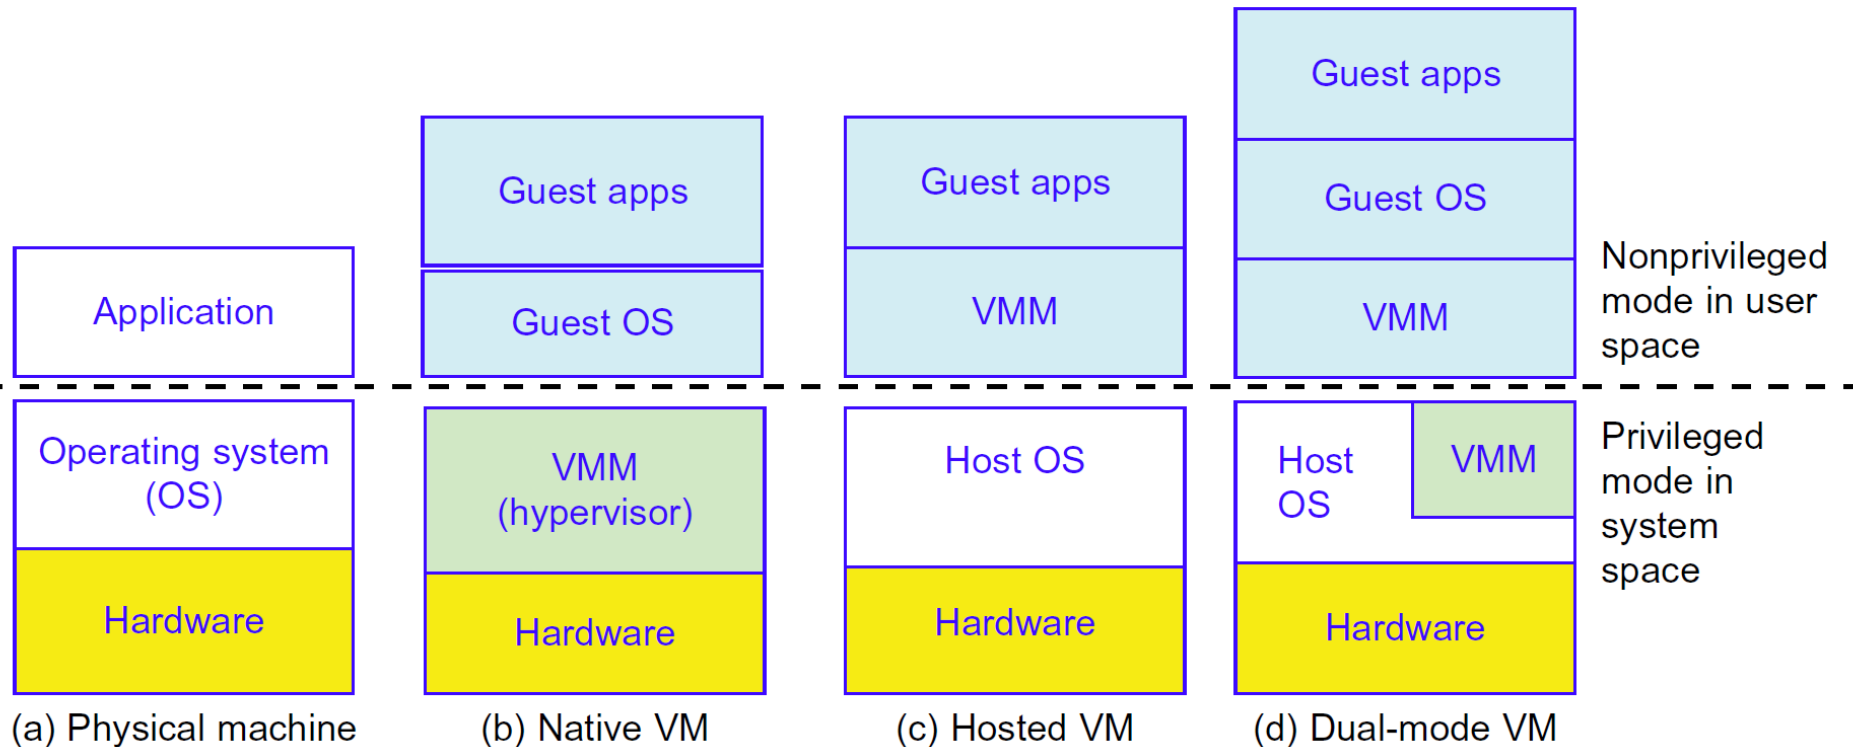 Application
Operating system
(OS)
Hardware
(a) Physical machine
Guest apps
Guest OS
VMM
(hypervisor)
Hardware
(b) Native VM
Guest apps
VMM
Host OS
Hardware
(c) Hosted VM
Guest apps
Guest OS
VMM
Host
OS
VMM
Hardware
(d) Dual-mode VM
Nonprivileged
mode in user
space
Privileged
mode in
system
space